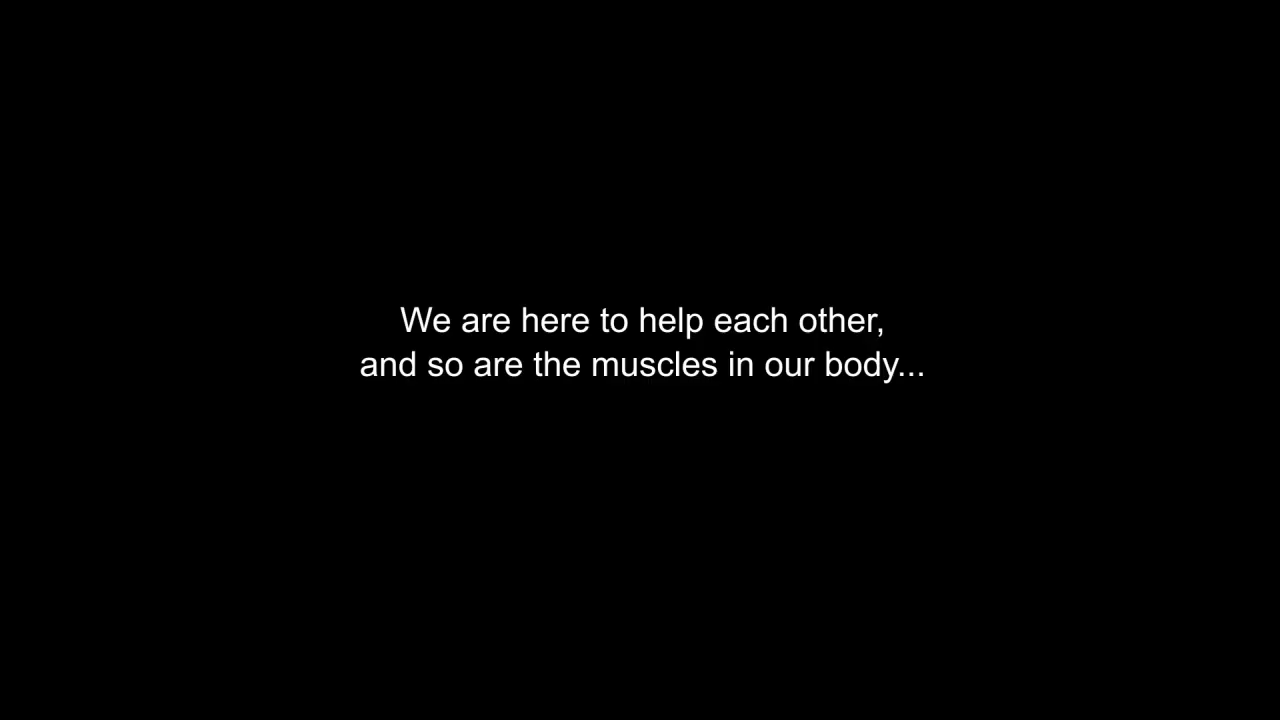 We are here to help each other,
and so are the muscles in our body...